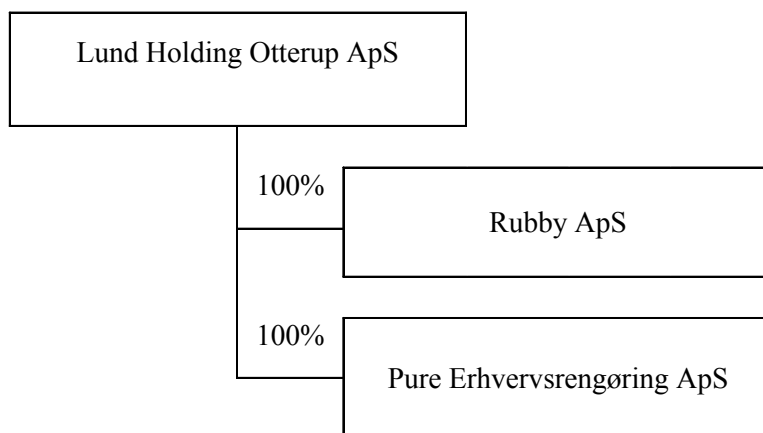 Lund Holding Otterup ApS
100%
Rubby ApS
100%
Pure Erhvervsrengøring ApS